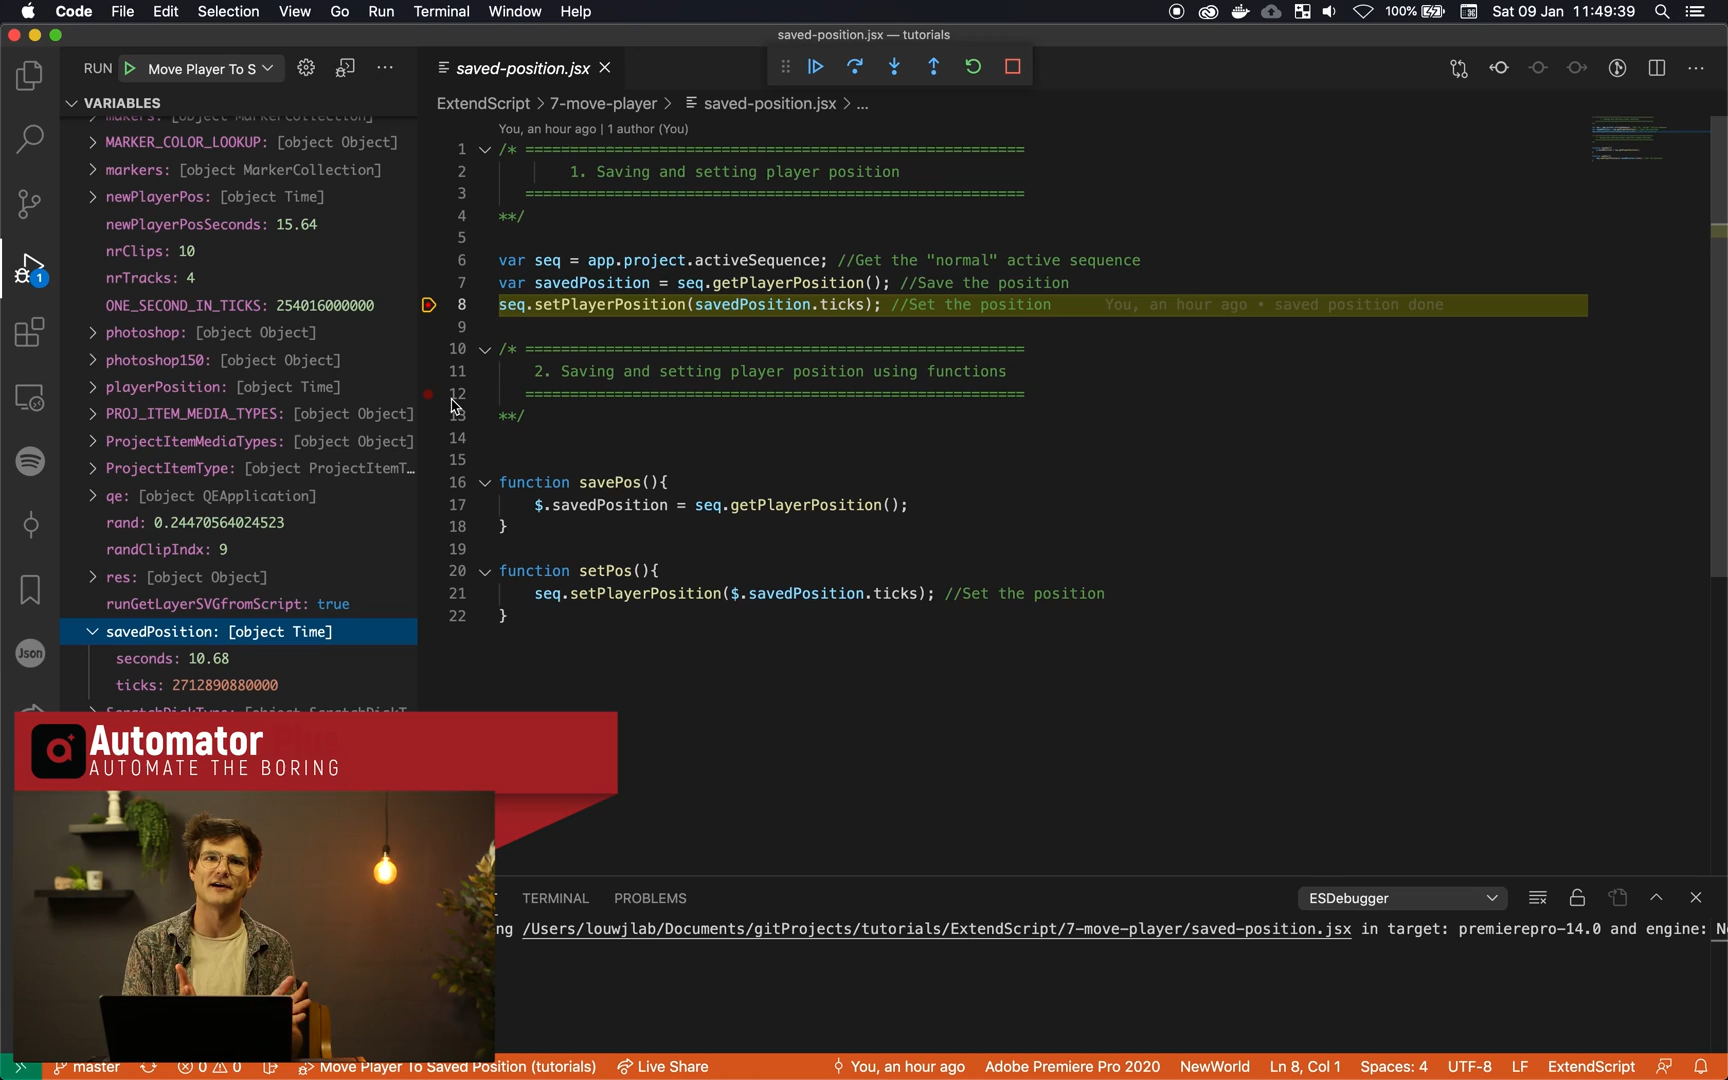 Code File Edit Selection View Go Run Terminal Window Help 100% Sat 09 Jan 11:49:39
saved-position.jsx — tutorials
RUN Move Player To S
saved-position.jsx
VARIABLES
ExtendScript > 7-move-player > saved-position.jsx > ...
MARKER_COLOR_LOOKUP: [object Object]
markers: [object MarkerCollection]
newPlayerPos: [object Time]
newPlayerPosSeconds: 15.64
nrClips: 10
nrTracks: 4
ONE_SECOND_IN_TICKS: 254016000000
photoshop: [object Object]
photoshop150: [object Object]
playerPosition: [object Time]
PROJ_ITEM_MEDIA_TYPES: [object Object]
ProjectItemMediaTypes: [object Object]
ProjectItemType: [object ProjectItemT…
qe: [object QEApplication]
rand: 0.24470564024523
randClipIndx: 9
res: [object Object]
runGetLayerSVGfromScript: true
savedPosition: [object Time]
seconds: 10.68
ticks: 2712890880000
1
Json
You, an hour ago | 1 author (You)
1 /* ========================================================
2 1. Saving and setting player position
3 ========================================================
4 **/
5
6 var seq = app.project.activeSequence; //Get the "normal" active sequence
7 var savedPosition = seq.getPlayerPosition(); //Save the position
8 seq.setPlayerPosition(savedPosition.ticks); //Set the position You, an hour ago • saved position done
9
10 /* ========================================================
11 2. Saving and setting player position using functions
12 ========================================================
13 **/
14
15
16 function savePos(){
17 $.savedPosition = seq.getPlayerPosition();
18 }
19
20 function setPos(){
21 seq.setPlayerPosition($.savedPosition.ticks); //Set the position
22 }
Automator
AUTOMATE THE BORING
TERMINAL PROBLEMS ESDebugger
ng /Users/louwjlab/Documents/gitProjects/tutorials/ExtendScript/7-move-player/saved-position.jsx in target: premierepro-14.0 and engine:
master 0 0 Move Player To Saved Position (tutorials) Live Share You, an hour ago Adobe Premiere Pro 2020 NewWorld Ln 8, Col 1 Spaces: 4 UTF-8 LF ExtendScript